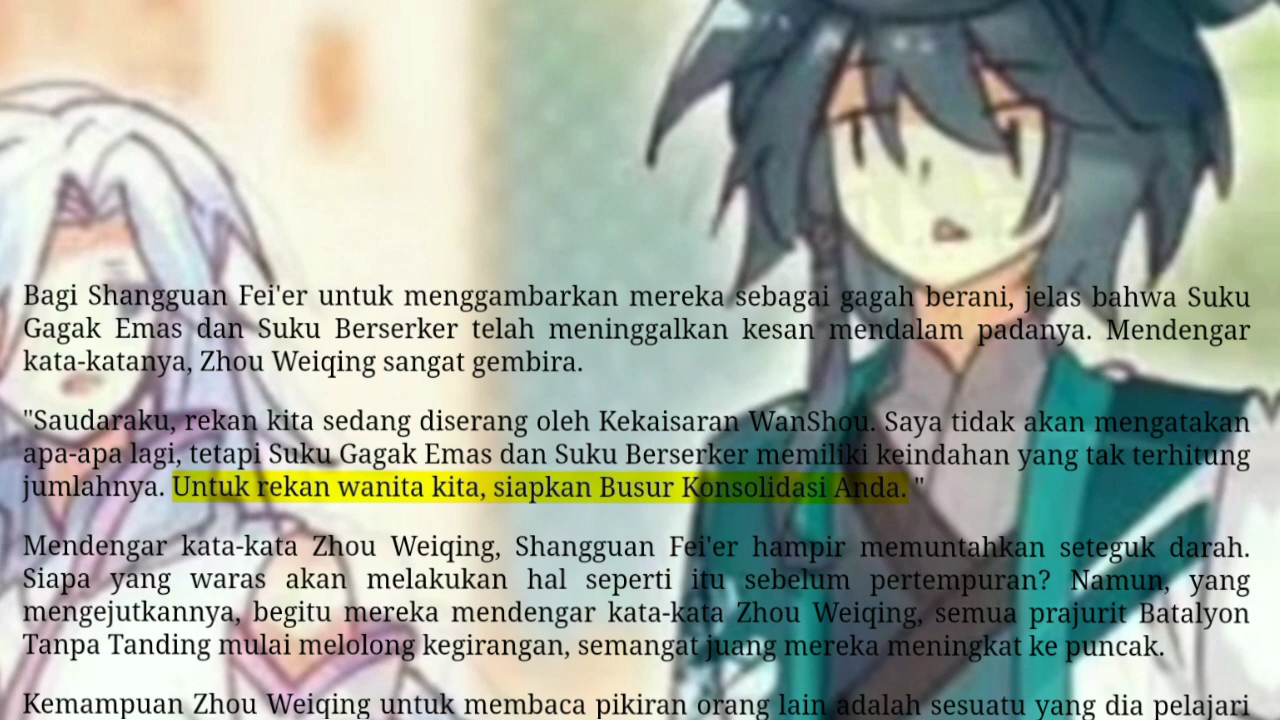 Bagi Shangguan Fei'er untuk menggambarkan mereka sebagai gagah berani, jelas bahwa Suku
Gagak Emas dan Suku Berserker telah meninggalkan kesan mendalam padanya. Mendengar
kata-katanya, Zhou Weiqing sangat gembira.
"Saudaraku, rekan kita sedang diserang oleh Kekaisaran WanShou. Saya tidak akan mengatakan
apa-apa lagi, tetapi Suku Gagak Emas dan Suku Berserker memiliki keindahan yang tak terhitung
jumlahnya. Untuk rekan wanita kita, siapkan Busur Konsolidasi Anda. "
Mendengar kata-kata Zhou Weiqing, Shangguan Fei'er hampir memuntahkan seteguk darah.
Siapa yang waras akan melakukan hal seperti itu sebelum pertempuran? Namun, yang
mengejutkannya, begitu mereka mendengar kata-kata Zhou Weiqing, semua prajurit Batalyon
Tanpa Tanding mulai melolong kegirangan, semangat juang mereka meningkat ke puncak.
Kemampuan Zhou Weiqing untuk membaca pikiran orang lain adalah sesuatu yang dia pelajari